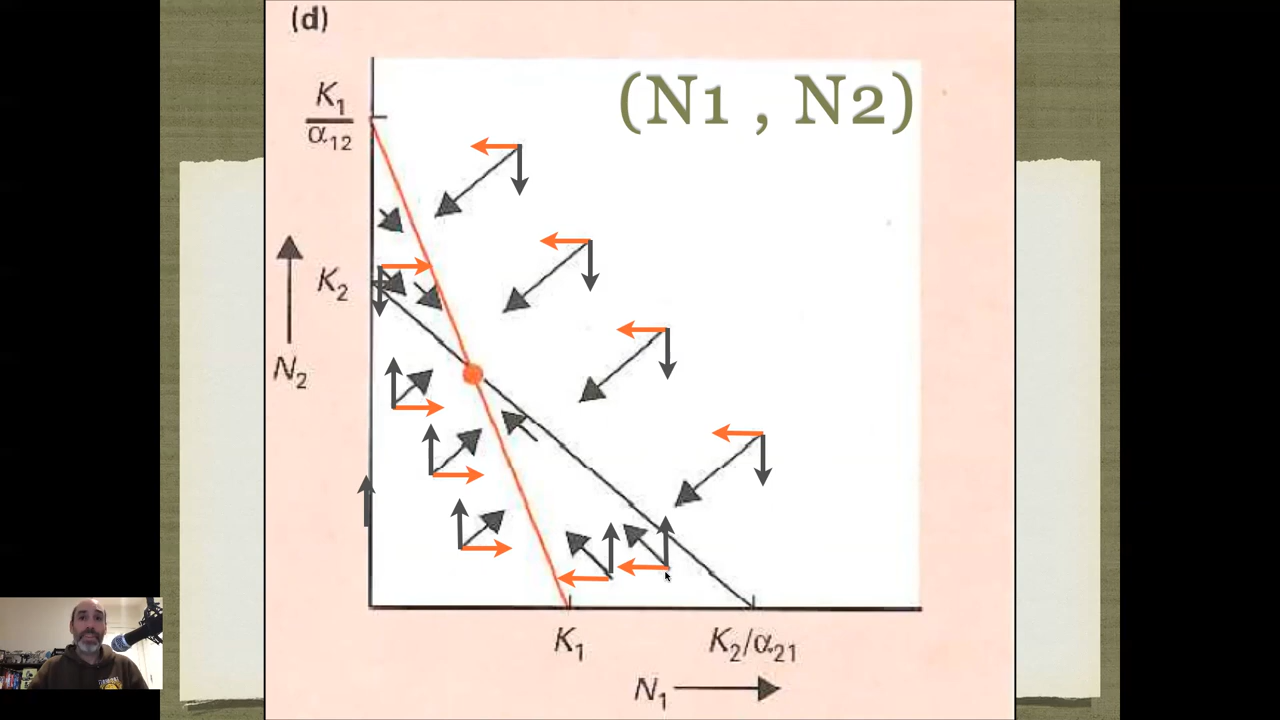 (d)
(N1 , N2)
K1
α12
K2
N2
K1
K2/α21
N1